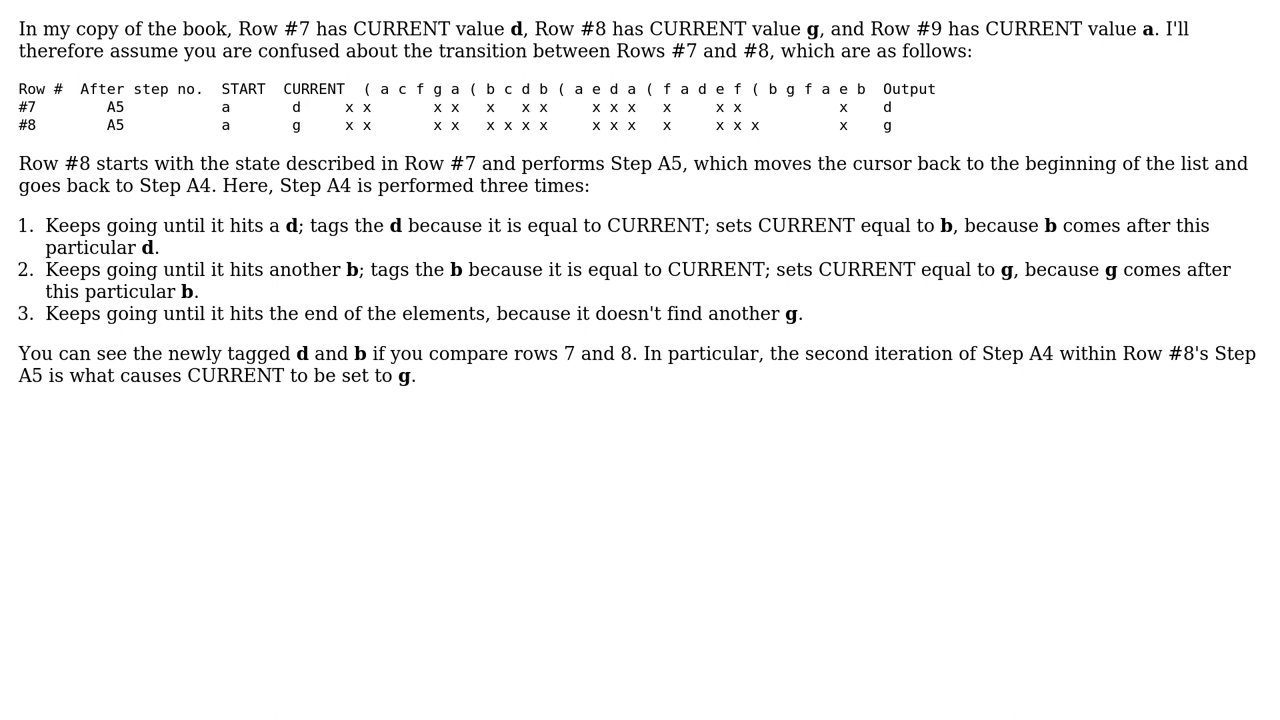 In my copy of the book, Row #7 has CURRENT value d, Row #8 has CURRENT value g, and Row #9 has CURRENT value a. I'll
therefore assume you are confused about the transition between Rows #7 and #8, which are as follows:
Row #  After step no.  START  CURRENT  ( a c f g a ( b c d b ( a e d a ( f a d e f ( b g f a e b  Output
#7        A5           a       d     x x       x x   x   x x     x x x   x     x x           x    d
#8        A5           a       g     x x       x x   x x x x     x x x   x     x x x         x    g
Row #8 starts with the state described in Row #7 and performs Step A5, which moves the cursor back to the beginning of the list and
goes back to Step A4. Here, Step A4 is performed three times:
1. Keeps going until it hits a d; tags the d because it is equal to CURRENT; sets CURRENT equal to b, because b comes after this
particular d.
2. Keeps going until it hits another b; tags the b because it is equal to CURRENT; sets CURRENT equal to g, because g comes after
this particular b.
3. Keeps going until it hits the end of the elements, because it doesn't find another g.
You can see the newly tagged d and b if you compare rows 7 and 8. In particular, the second iteration of Step A4 within Row #8's Step
A5 is what causes CURRENT to be set to g.